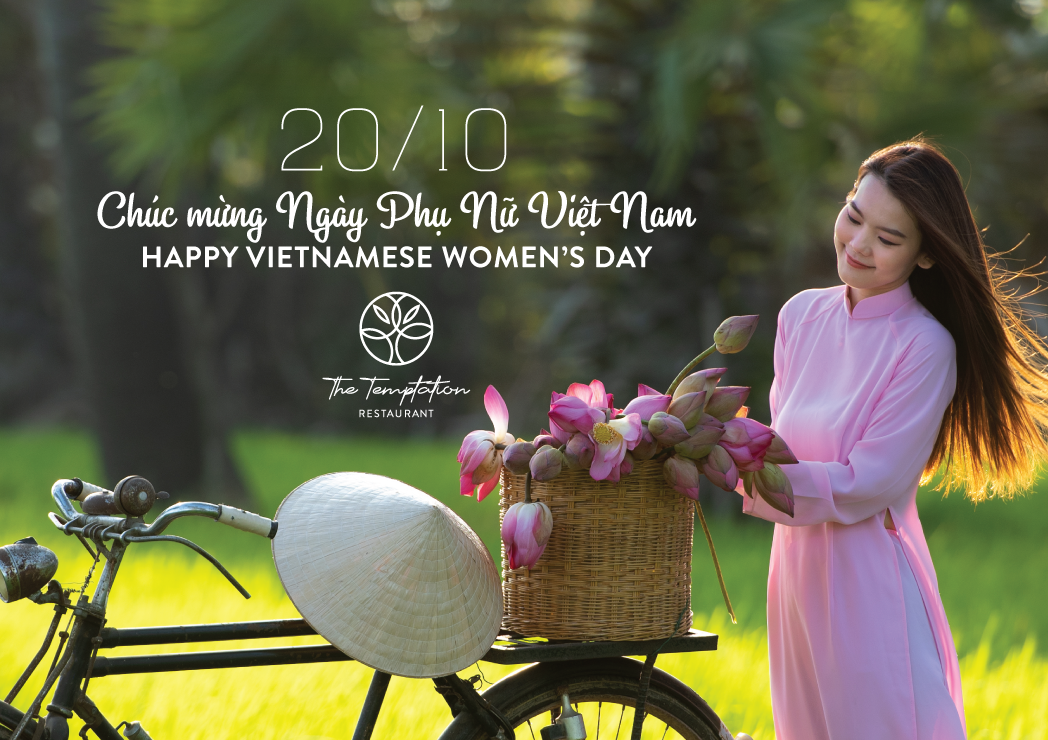 20/10
Chúc mừng Ngày Phụ Nữ Việt Nam
HAPPY VIETNAMESE WOMEN'S DAY
The Temptation
RESTAURANT